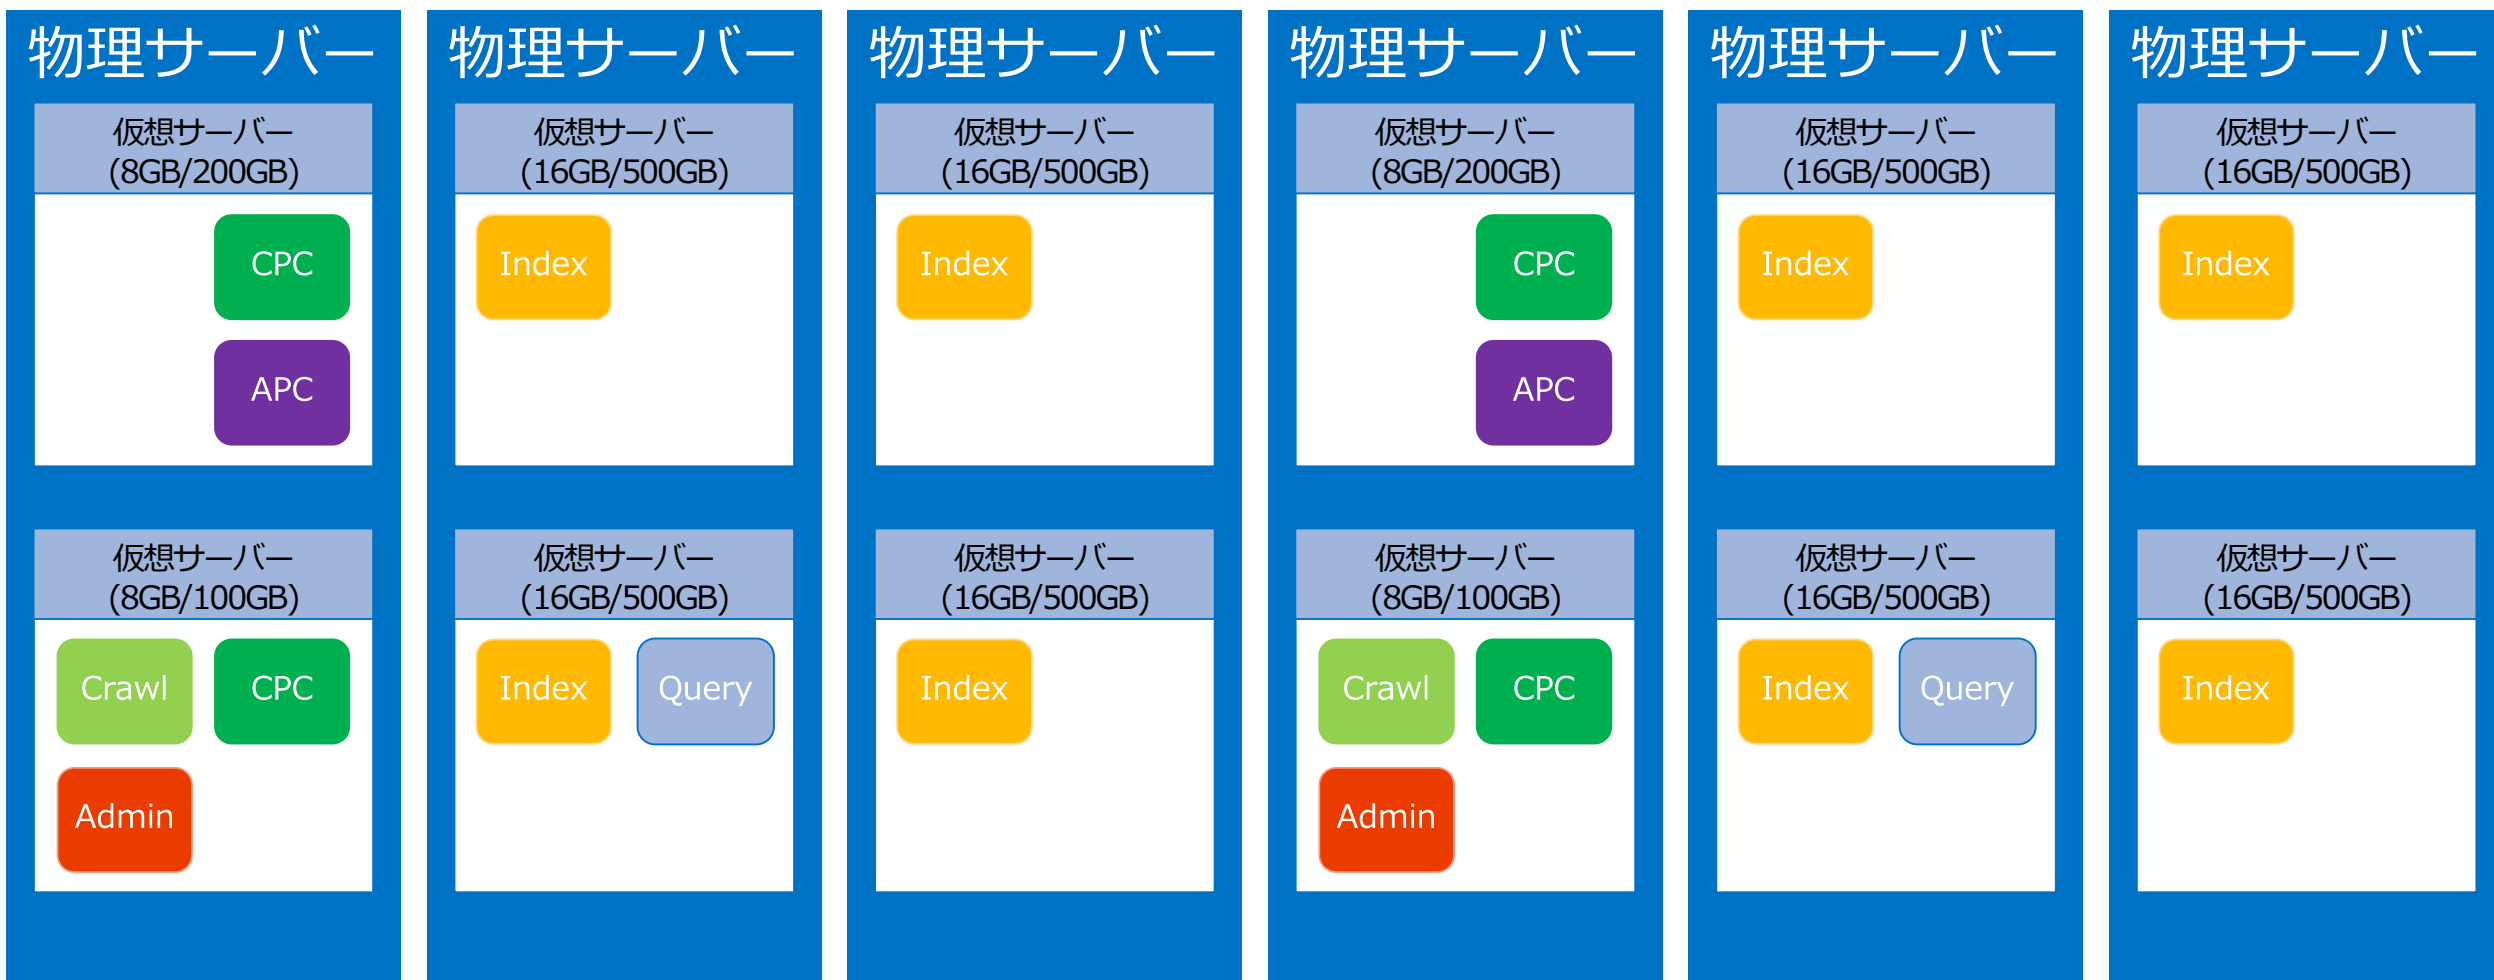 物理サーバー
仮想サーバー
(8GB/200GB)
CPC
APC
仮想サーバー
(8GB/100GB)
Crawl CPC
Admin
物理サーバー
仮想サーバー
(16GB/500GB)
Index
仮想サーバー
(16GB/500GB)
Index Query
物理サーバー
仮想サーバー
(16GB/500GB)
Index
仮想サーバー
(16GB/500GB)
Index
物理サーバー
仮想サーバー
(8GB/200GB)
CPC
APC
仮想サーバー
(8GB/100GB)
Crawl CPC
Admin
物理サーバー
仮想サーバー
(16GB/500GB)
Index
仮想サーバー
(16GB/500GB)
Index Query
物理サーバー
仮想サーバー
(16GB/500GB)
Index
仮想サーバー
(16GB/500GB)
Index